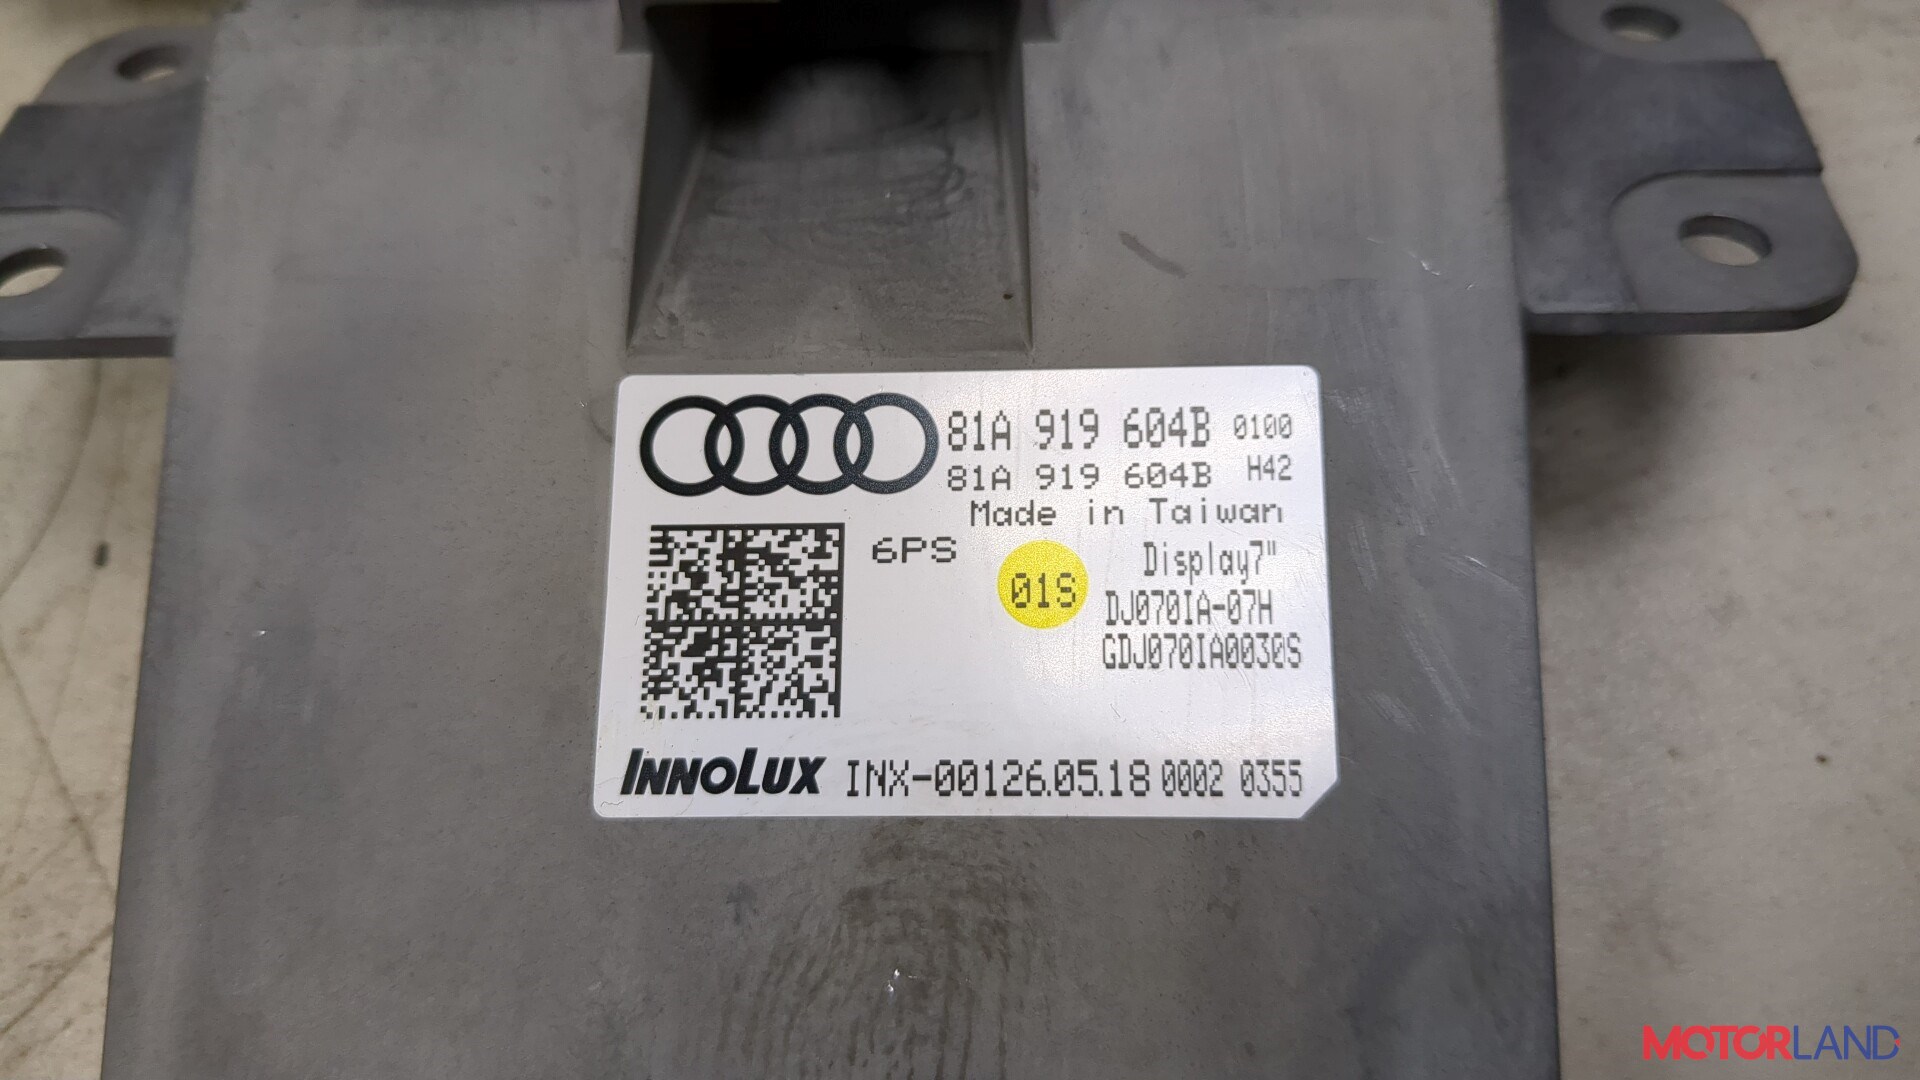 81A 919 604B 0100
81A 919 604B H42
Made in Taiwan
6PS
01S
Display7"
DJ070IA-07H
GDJ070IA0030S
INNOLUX INX-00126.05.18 0002 0355
MOTORLAND